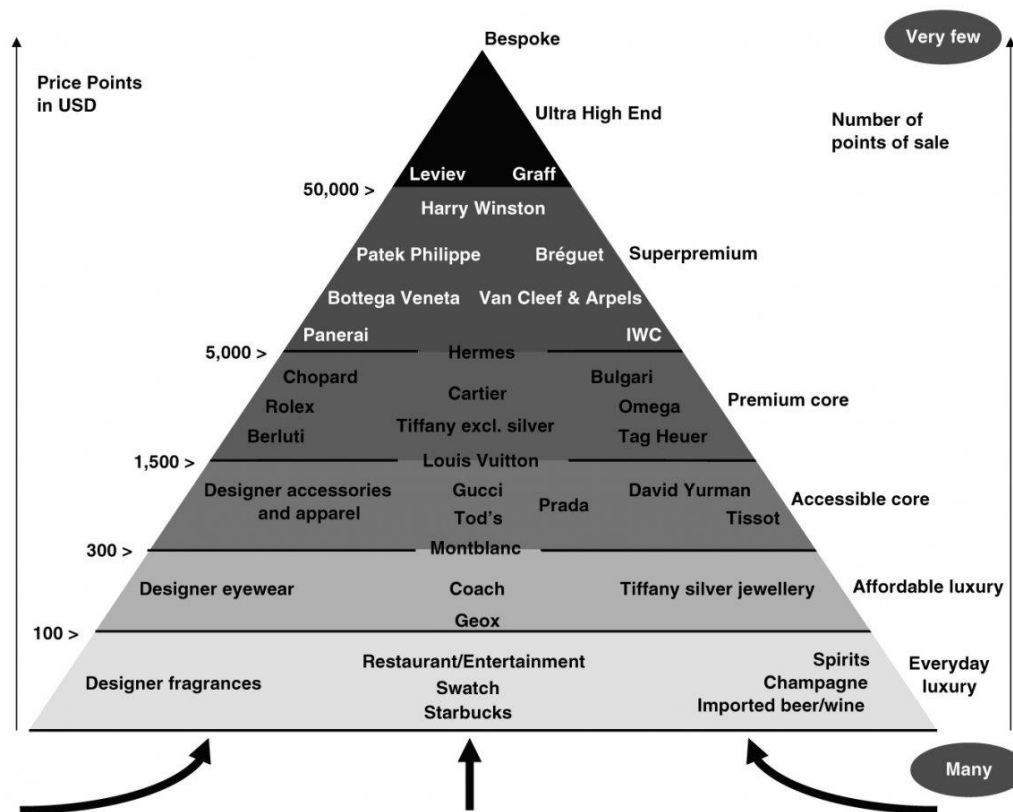 Bespoke
Very few
Price Points
in USD
Ultra High End
Number of
points of sale
Leviev Graff
50,000 >
Harry Winston
Patek Philippe Bréguet Superpremium
Bottega Veneta Van Cleef & Arpels
Panerai IWC
5,000 > Hermes
Chopard Bulgari
Cartier Premium core
Rolex Omega
Tiffany excl. silver
Berluti Tag Heuer
1,500 > Louis Vuitton
Designer accessories Gucci David Yurman
and apparel Prada Accessible core
Tod's Tissot
300 > Montblanc
Designer eyewear Coach Tiffany silver jewellery Affordable luxury
Geox
100 >
Restaurant/Entertainment Spirits Everyday
Designer fragrances Swatch Champagne luxury
Starbucks Imported beer/wine
Many